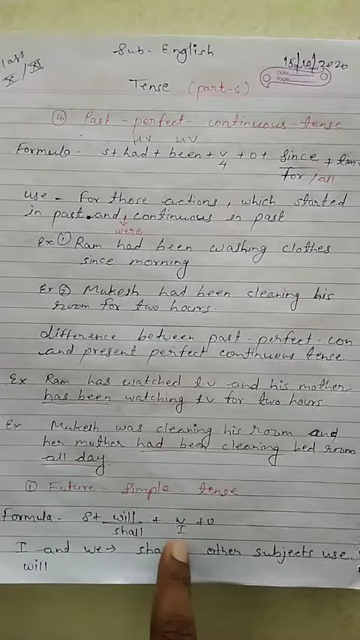 Sub- English
class
X / XI
15/10/2020
Tense (part-6)
④ Past-perfect-continuous-tense
HV HV
Formula- S+had+been+V4+O+ since/for/all + time
use- For those actions, which started
in past and continuous in past
were
Ex ① Ram had been washing clothes
since morning
Ex ② Mukesh had been cleaning his
room for two hours.
difference between past-perfect-con
and present perfect continuous tense
Ex Ram has watched TV and his mother
has been watching TV for two hours
Ex Mukesh was cleaning his room and
her mother had been cleaning bed room
all day.
① Future-Simple-tense
Formula- S+ will/shall + V/I + O
I and we→ other subjects use
will